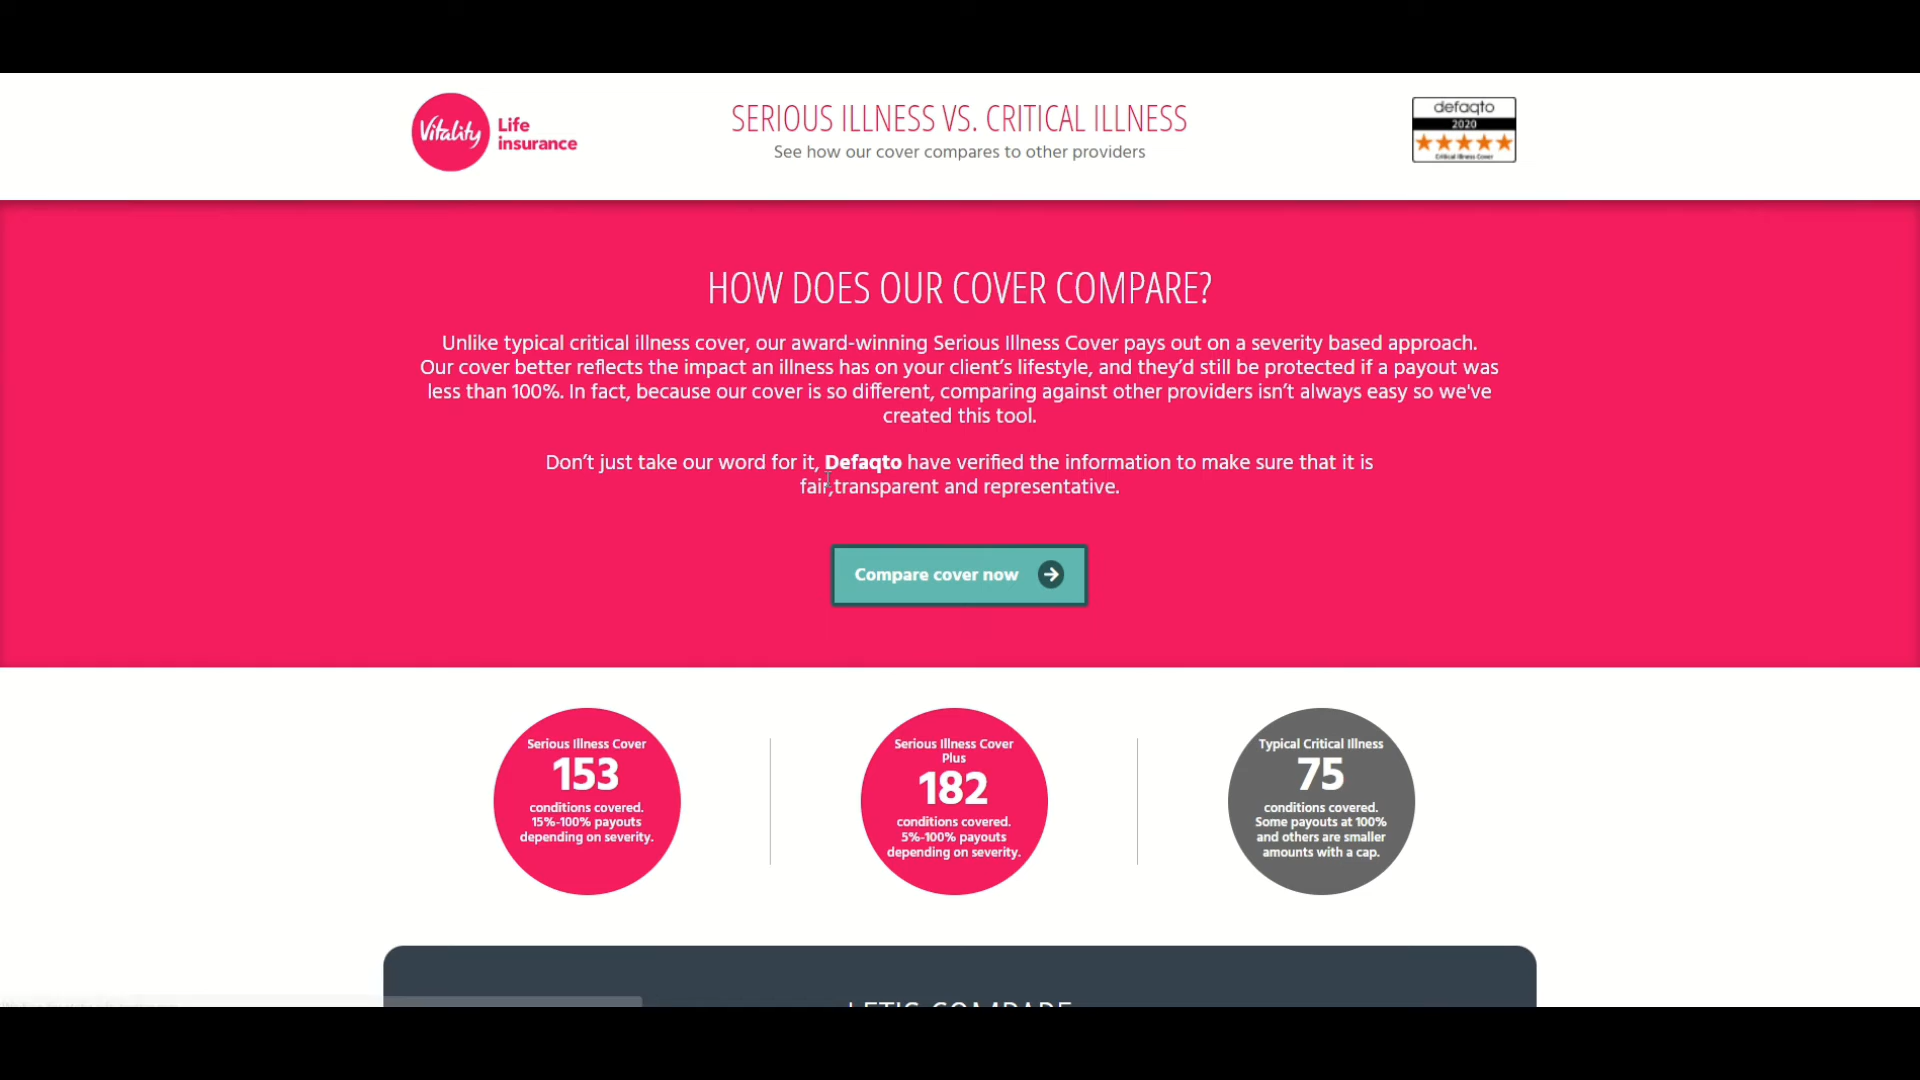 Vitality
Life
insurance
SERIOUS ILLNESS VS. CRITICAL ILLNESS
See how our cover compares to other providers
defaqto
2020
Critical Illness Cover
HOW DOES OUR COVER COMPARE?
Unlike typical critical illness cover, our award-winning Serious Illness Cover pays out on a severity based approach.
Our cover better reflects the impact an illness has on your client's lifestyle, and they'd still be protected if a payout was
less than 100%. In fact, because our cover is so different, comparing against other providers isn't always easy so we've
created this tool.
Don't just take our word for it, Defaqto have verified the information to make sure that it is
fair,transparent and representative.
Compare cover now
Serious Illness Cover
153
conditions covered.
15%-100% payouts
depending on severity.
Serious Illness Cover
Plus
182
conditions covered.
5%-100% payouts
depending on severity.
Typical Critical Illness
75
conditions covered.
Some payouts at 100%
and others are smaller
amounts with a cap.
LET'S COMPARE